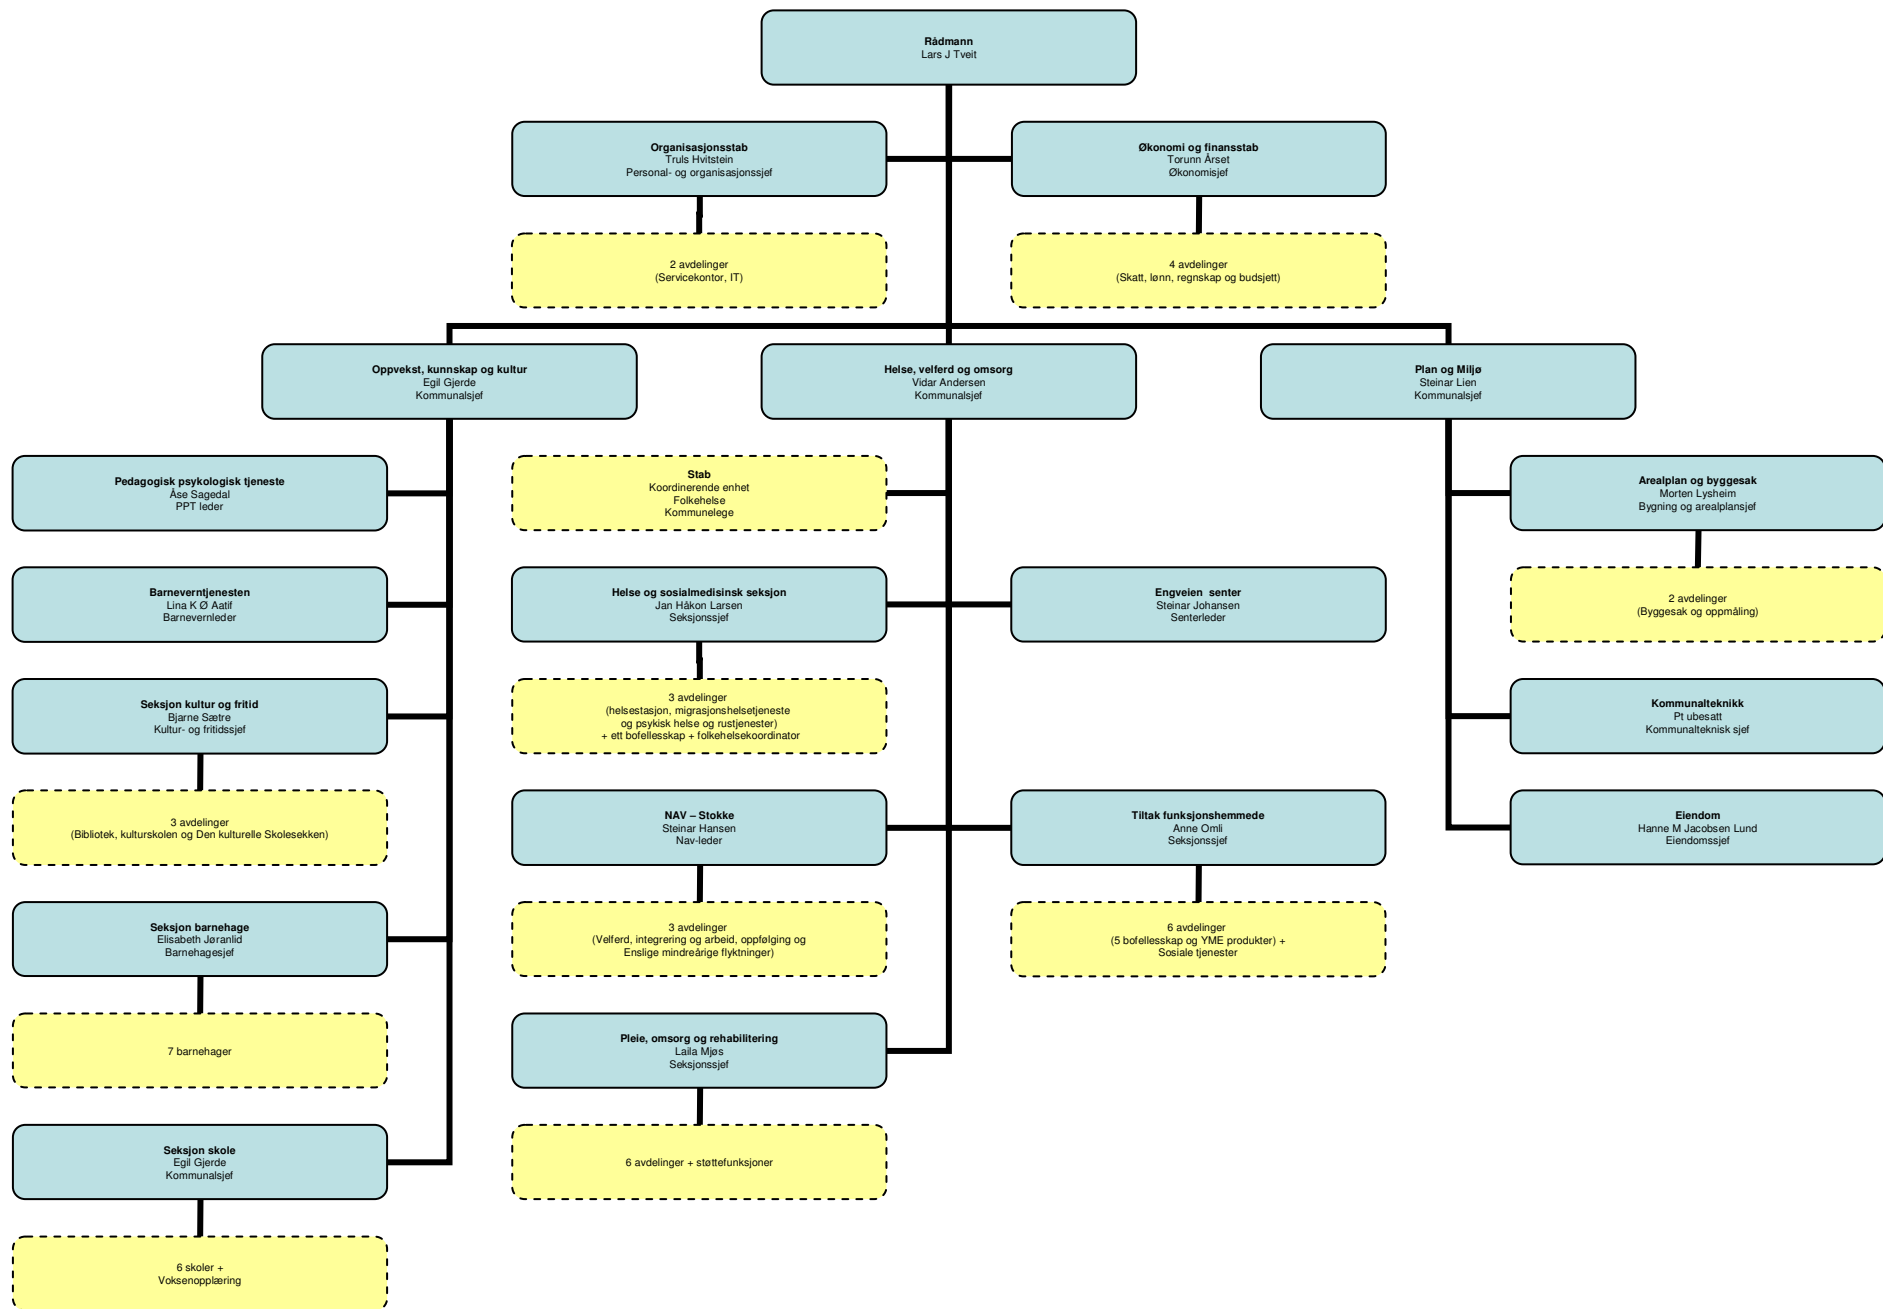 Rådmann
Lars J Tveit
Organisasjonsstab
Truls Hvitstein
Personal- og organisasjonssjef
Økonomi og finansstab
Torunn Årset
Økonomisjef
2 avdelinger
(Servicekontor, IT)
4 avdelinger
(Skatt, lønn, regnskap og budsjett)
Oppvekst, kunnskap og kultur
Egil Gjerde
Kommunalsjef
Helse, velferd og omsorg
Vidar Andersen
Kommunalsjef
Plan og Miljø
Steinar Lien
Kommunalsjef
Pedagogisk psykologisk tjeneste
Åse Sagedal
PPT leder
Stab
Koordinerende enhet
Folkehelse
Kommunelege
Arealplan og byggesak
Morten Lysheim
Bygning og arealplansjef
Barneverntjenesten
Lina K Ø Aatif
Barnevernleder
Helse og sosialmedisinsk seksjon
Jan Håkon Larsen
Seksjonssjef
Engveien  senter
Steinar Johansen
Senterleder
2 avdelinger
(Byggesak og oppmåling)
Seksjon kultur og fritid
Bjarne Sætre
Kultur- og fritidssjef
3 avdelinger
(helsestasjon, migrasjonshelsetjeneste
og psykisk helse og rustjenester)
+ ett bofellesskap + folkehelsekoordinator
Kommunalteknikk
Pt ubesatt
Kommunalteknisk sjef
3 avdelinger
(Bibliotek, kulturskolen og Den kulturelle Skolesekken)
NAV – Stokke
Steinar Hansen
Nav-leder
Tiltak funksjonshemmede
Anne Omli
Seksjonssjef
Eiendom
Hanne M Jacobsen Lund
Eiendomssjef
Seksjon barnehage
Elisabeth Jøranlid
Barnehagesjef
3 avdelinger
(Velferd, integrering og arbeid, oppfølging og
Enslige mindreårige flyktninger)
6 avdelinger
(5 bofellesskap og YME produkter) +
Sosiale tjenester
7 barnehager
Pleie, omsorg og rehabilitering
Laila Mjøs
Seksjonssjef
Seksjon skole
Egil Gjerde
Kommunalsjef
6 avdelinger + støttefunksjoner
6 skoler +
Voksenopplæring